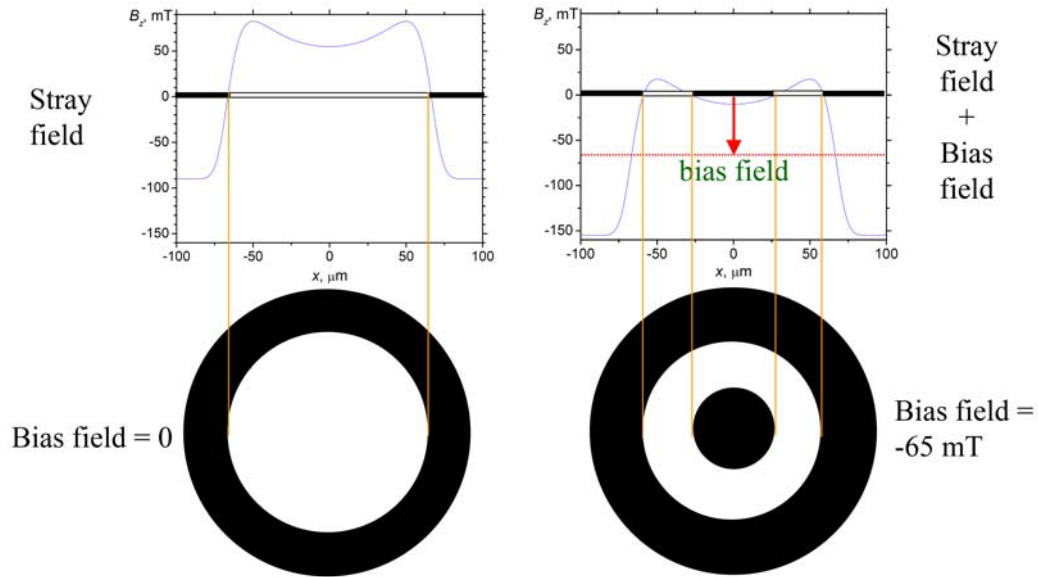 B_z, mT
50
0
-50
-100
-150
-100
-50
0
50
100
x, μm
Stray
field
B_z, mT
50
0
-50
-100
-150
-100
-50
0
50
100
x, μm
bias field
Stray
field
+
Bias
field
Bias field = 0
Bias field =
-65 mT